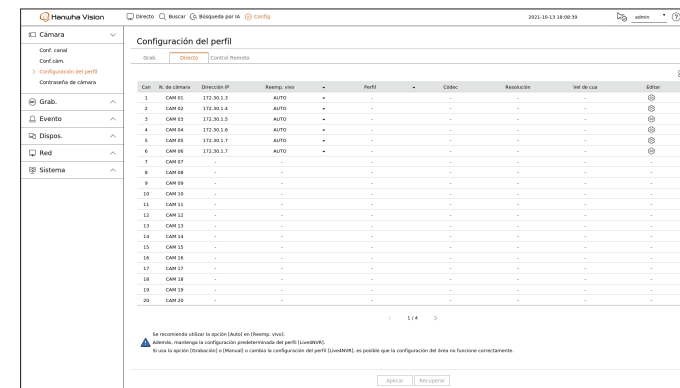 Hanwha Vision
Directo Buscar Búsqueda por IA Config. 2021-10-13 18:08:39 admin
Cámara
Conf. canal
Conf.cám.
Configuración del perfil
Contraseña de cámara
Grab.
Evento
Dispos.
Red
Sistema
Configuración del perfil
Grab. Directo Control Remoto
Can N. de cámara Dirección IP Reemp. vivo Perfil Códec Resolución Vel de cua Editar
1 CAM 01 172.30.1.3 AUTO - - - -
2 CAM 02 172.30.1.4 AUTO - - - -
3 CAM 03 172.30.1.5 AUTO - - - -
4 CAM 04 172.30.1.6 AUTO - - - -
5 CAM 05 172.30.1.7 AUTO - - - -
6 CAM 06 172.30.1.7 AUTO - - - -
7 CAM 07 - - - - - - -
8 CAM 08 - - - - - - -
9 CAM 09 - - - - - - -
10 CAM 10 - - - - - - -
11 CAM 11 - - - - - - -
12 CAM 12 - - - - - - -
13 CAM 13 - - - - - - -
14 CAM 14 - - - - - - -
15 CAM 15 - - - - - - -
16 CAM 16 - - - - - - -
17 CAM 17 - - - - - - -
18 CAM 18 - - - - - - -
19 CAM 19 - - - - - - -
20 CAM 20 - - - - - - -
< 1 / 4 >
Se recomienda utilizar la opción [Auto] en [Reemp. vivo].
Además, mantenga la configuración predeterminada del perfil [Live4NVR].
Si usa la opción [Grabación] o [Manual] o cambia la configuración del perfil [Live4NVR], es posible que la configuración del área no funcione correctamente.
Aplicar Recuperar